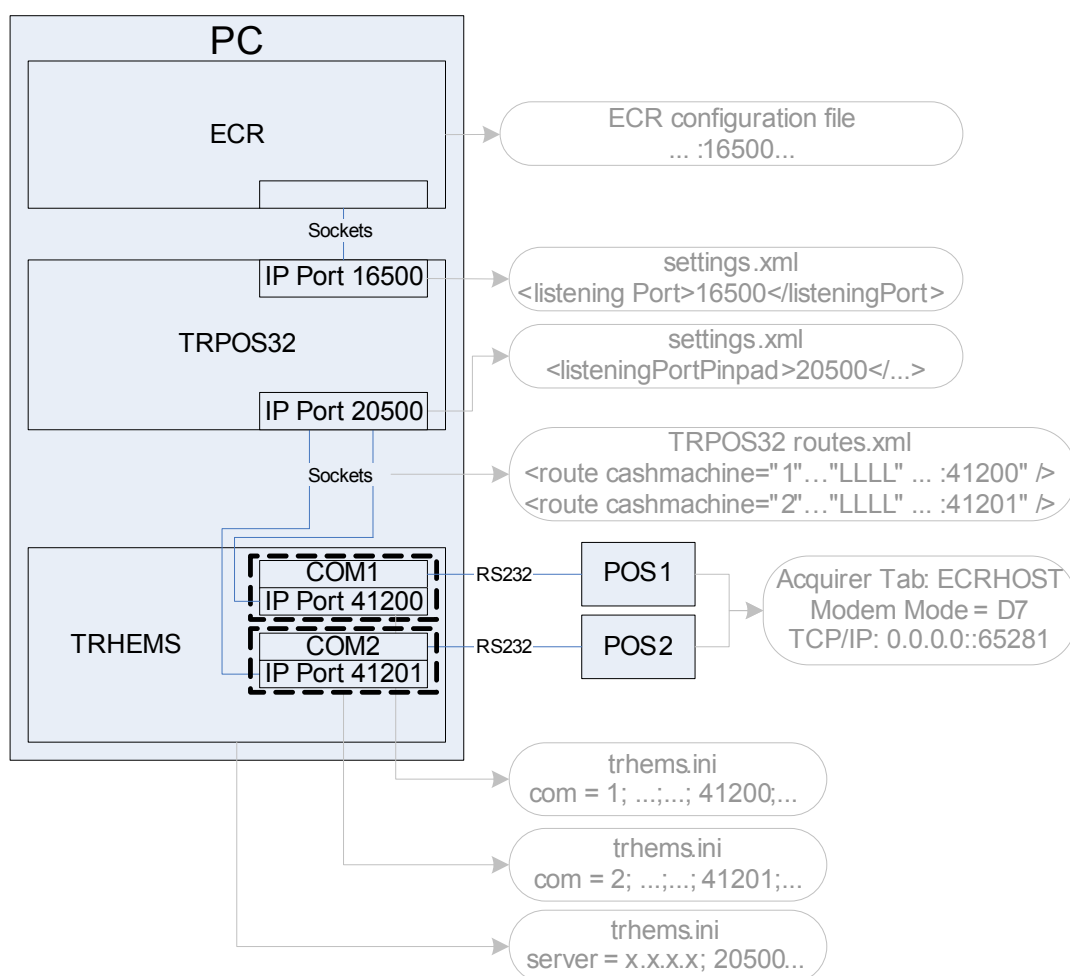 PC
ECR
ECR configuration file
... :16500...
Sockets
IP Port 16500
settings.xml
<listening Port>16500</listeningPort>
TRPOS32
settings.xml
<listeningPortPinpad>20500</...>
IP Port 20500
Sockets
TRPOS32 routes.xml
<route cashmachine="1"..."LLLL" ... :41200" />
<route cashmachine="2"..."LLLL" ... :41201" />
TRHEMS
COM1
IP Port 41200
RS232
POS1
COM2
IP Port 41201
RS232
POS2
Acquirer Tab: ECRHOST
Modem Mode = D7
TCP/IP: 0.0.0.0::65281
trhems.ini
com = 1; ...;...; 41200;...
trhems.ini
com = 2; ...;...; 41201;...
trhems.ini
server = x.x.x.x; 20500...